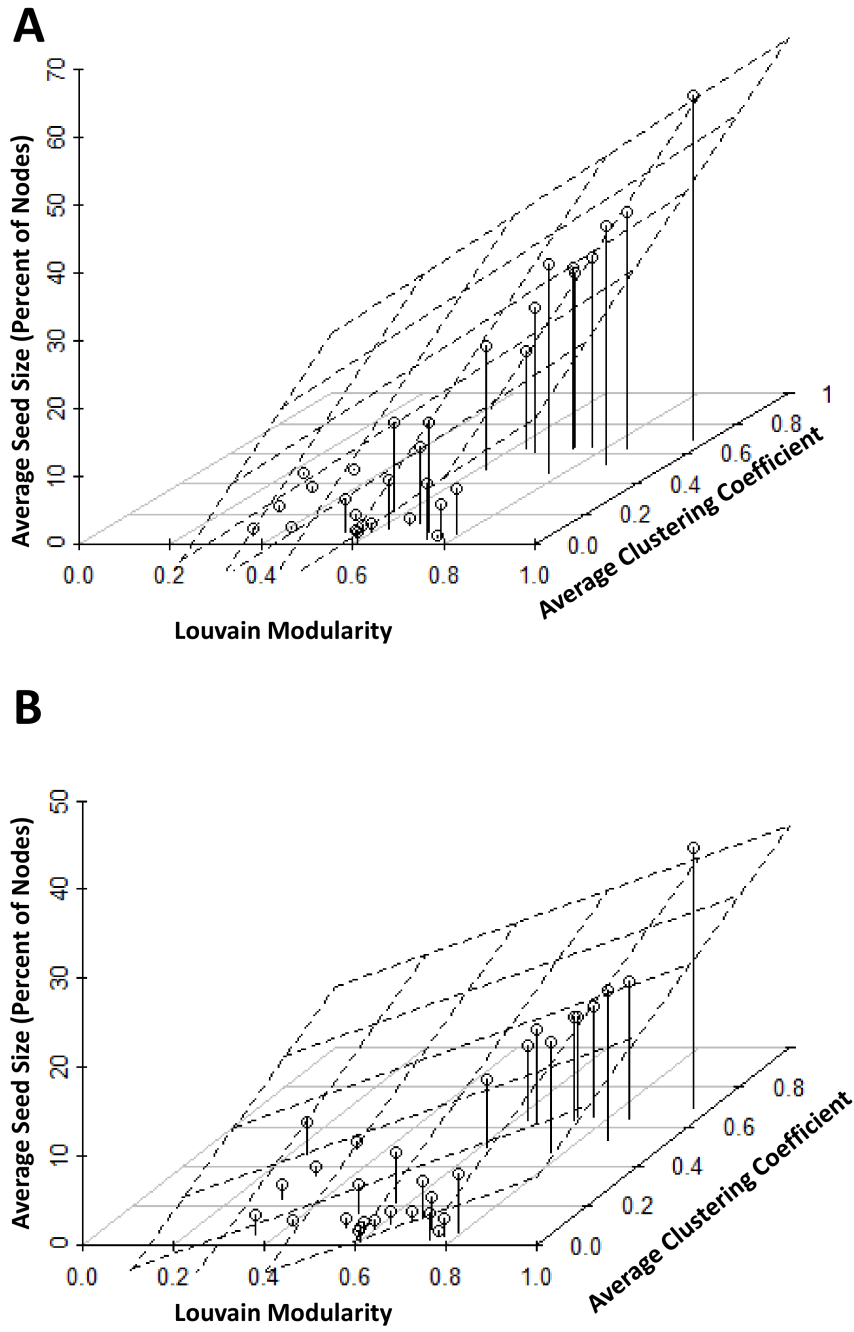 A
Average Seed Size (Percent of Nodes)
70
60
50
40
30
20
10
0
0.0 0.2 0.4 0.6 0.8 1.0
Louvain Modularity
0.0
0.2
0.4
0.6
0.8
1
Average Clustering Coefficient
B
Average Seed Size (Percent of Nodes)
50
40
30
20
10
0
0.0 0.2 0.4 0.6 0.8 1.0
Louvain Modularity
0.0
0.2
0.4
0.6
0.8
Average Clustering Coefficient